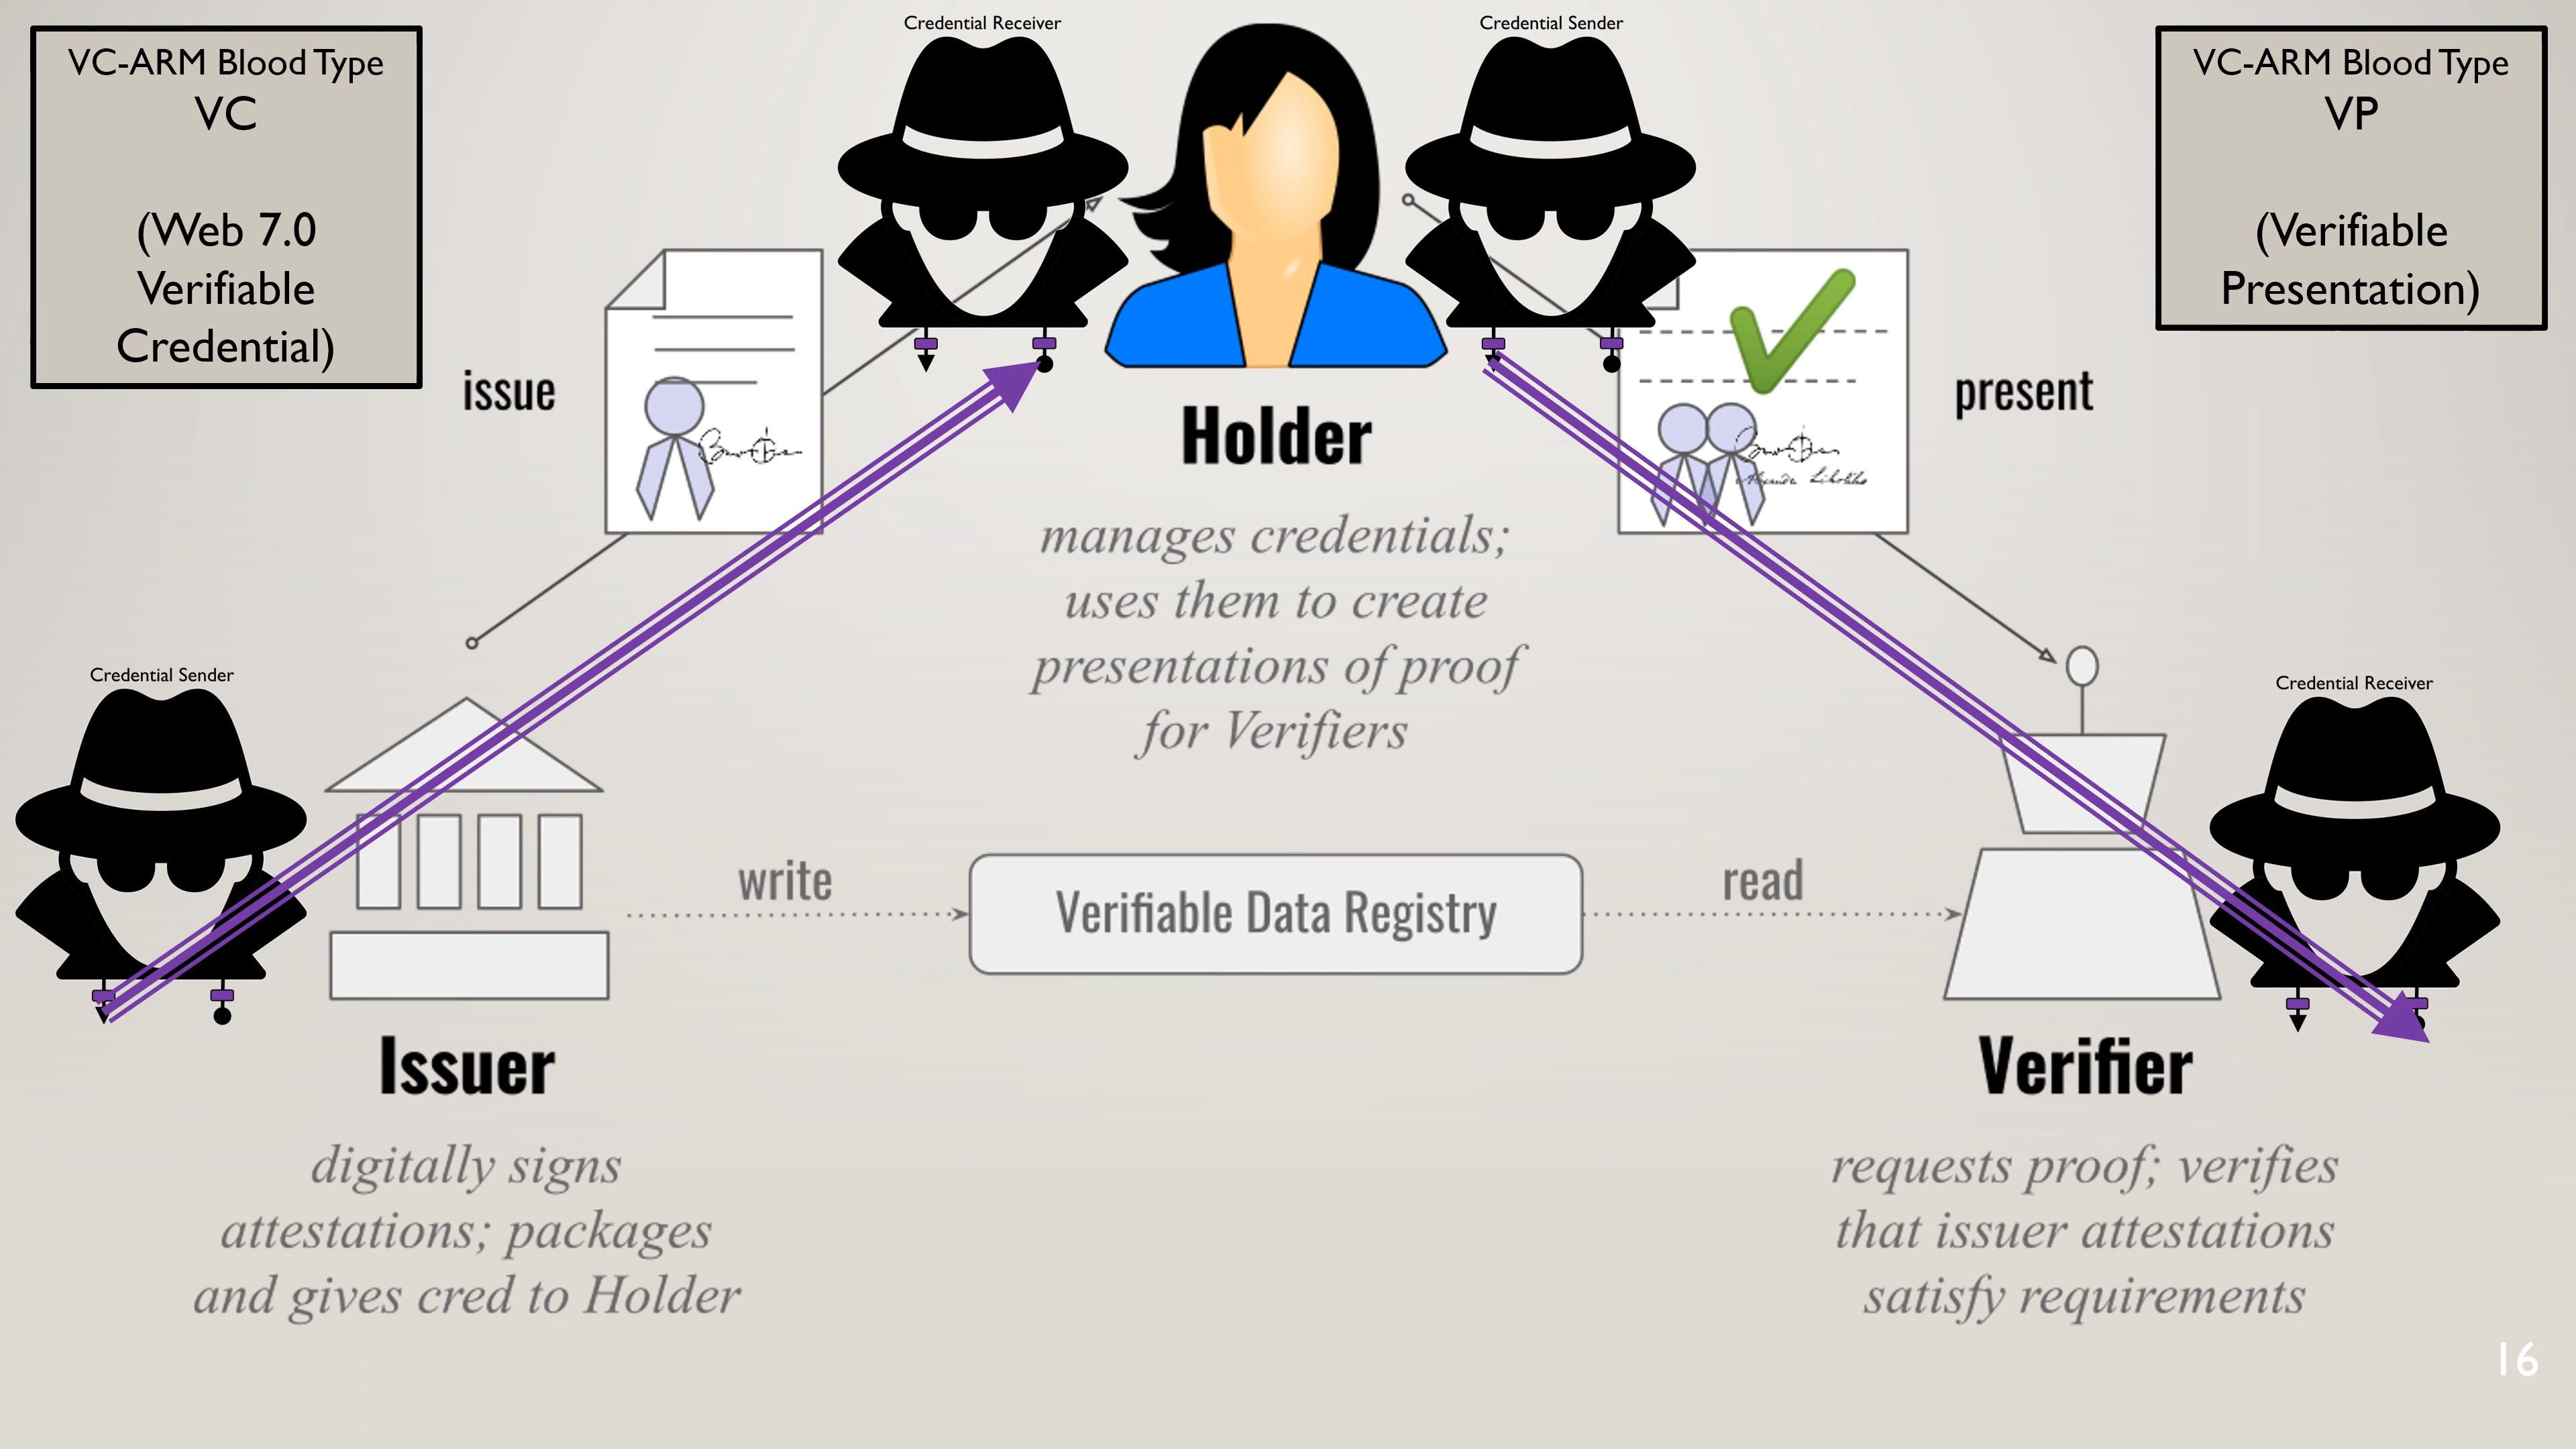 Credential Receiver
Credential Sender
VC-ARM Blood Type
VC
(Web 7.0
Verifiable
Credential)
VC-ARM Blood Type
VP
(Verifiable
Presentation)
issue
present
Holder
manages credentials;
uses them to create
presentations of proof
for Verifiers
Credential Sender
Credential Receiver
write
Verifiable Data Registry
read
Issuer
Verifier
digitally signs
attestations; packages
and gives cred to Holder
requests proof; verifies
that issuer attestations
satisfy requirements
16